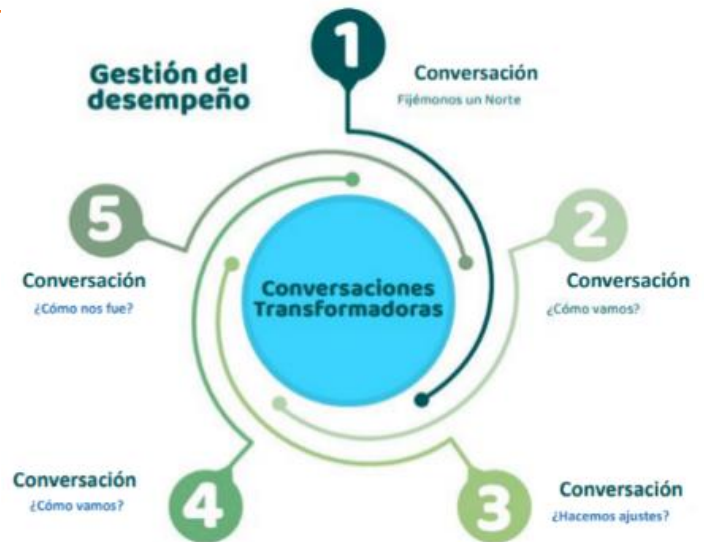 Gestión del
desempeño
1
Conversación
Fijémonos un Norte
2
Conversación
¿Cómo vamos?
3
Conversación
¿Hacemos ajustes?
4
Conversación
¿Cómo vamos?
5
Conversación
¿Cómo nos fue?
Conversaciones
Transformadoras